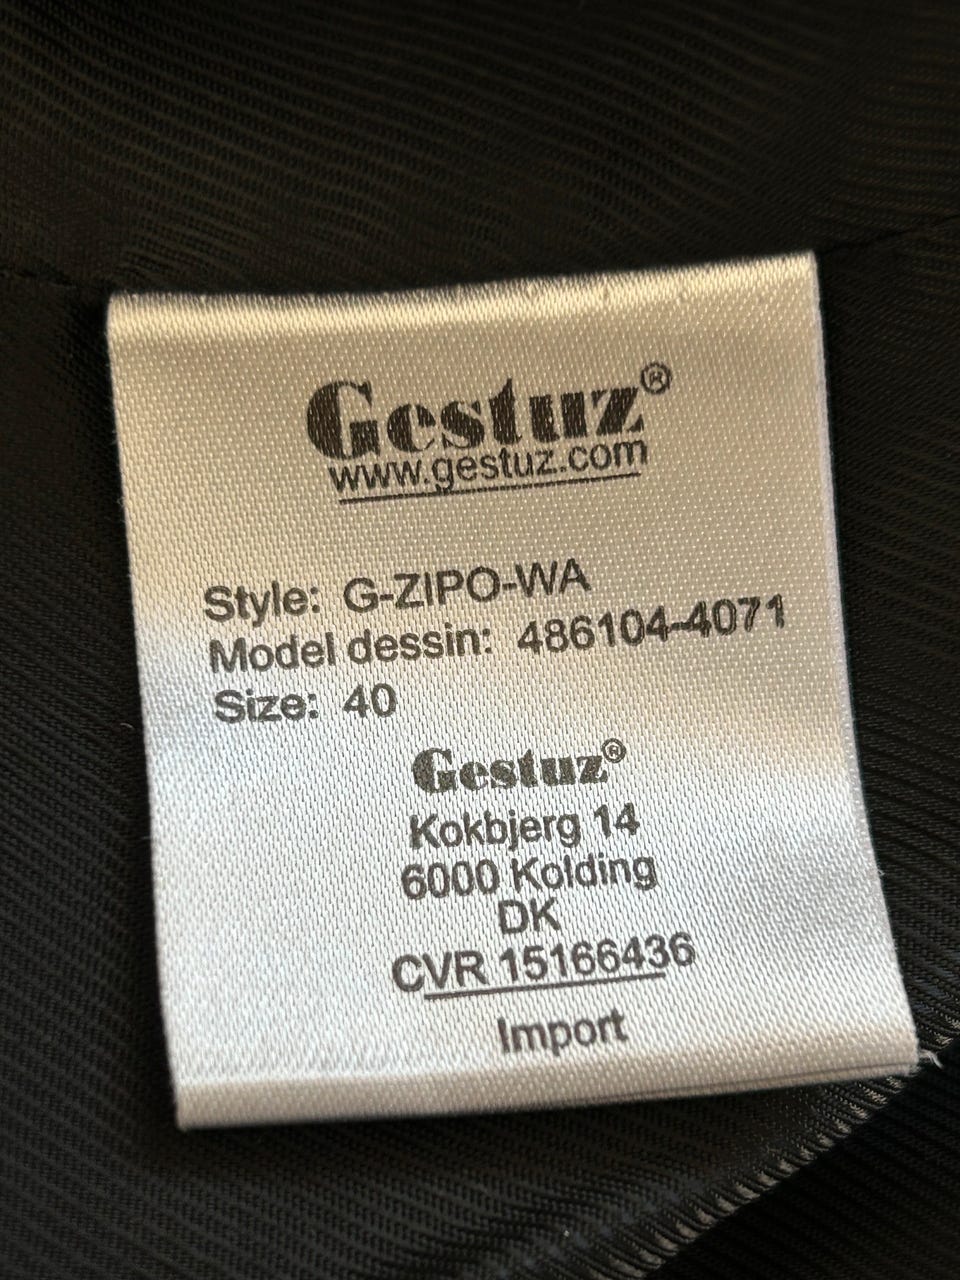 Gestuz®
www.gestuz.com
Style: G-ZIPO-WA
Model dessin: 486104-4071
Size: 40
Gestuz®
Kokbjerg 14
6000 Kolding
DK
CVR 15166436
Import